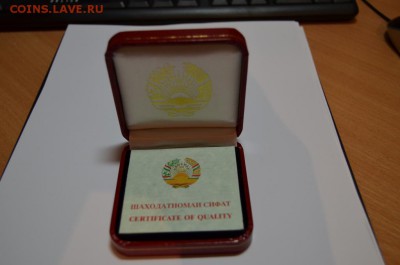 COINS.LAVE.RU
ШАҲОДАТНОМАИ СИФАТ
CERTIFICATE OF QUALITY